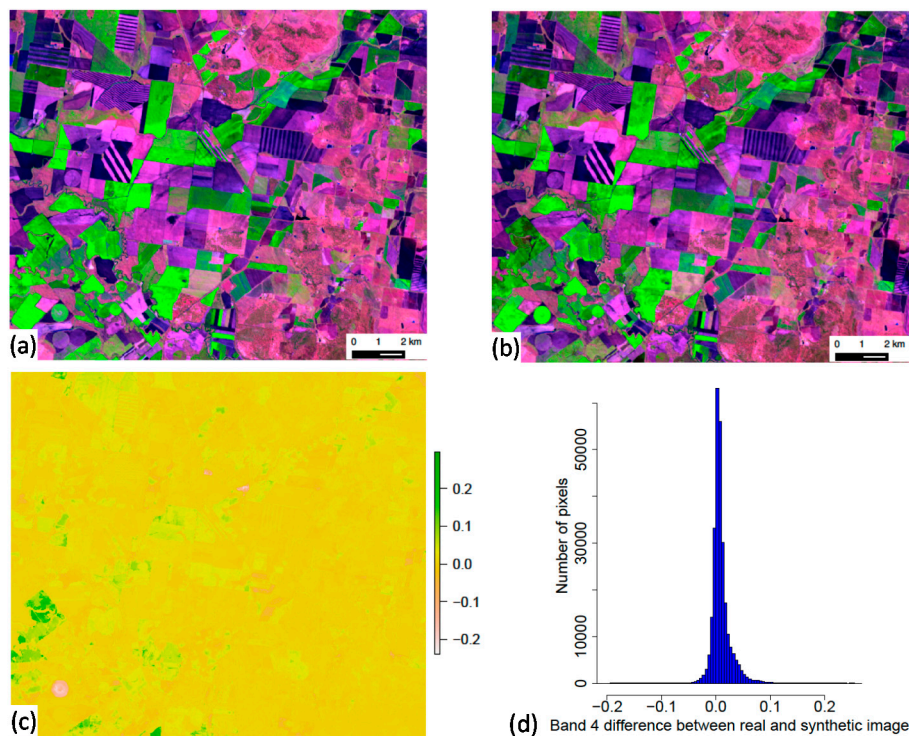 (a)
0 1 2 km
(b)
0 1 2 km
(c)
0.2
0.1
0.0
−0.1
−0.2
Number of pixels
50000
30000
10000
0
−0.2 −0.1 0.0 0.1 0.2
(d)
Band 4 difference between real and synthetic image